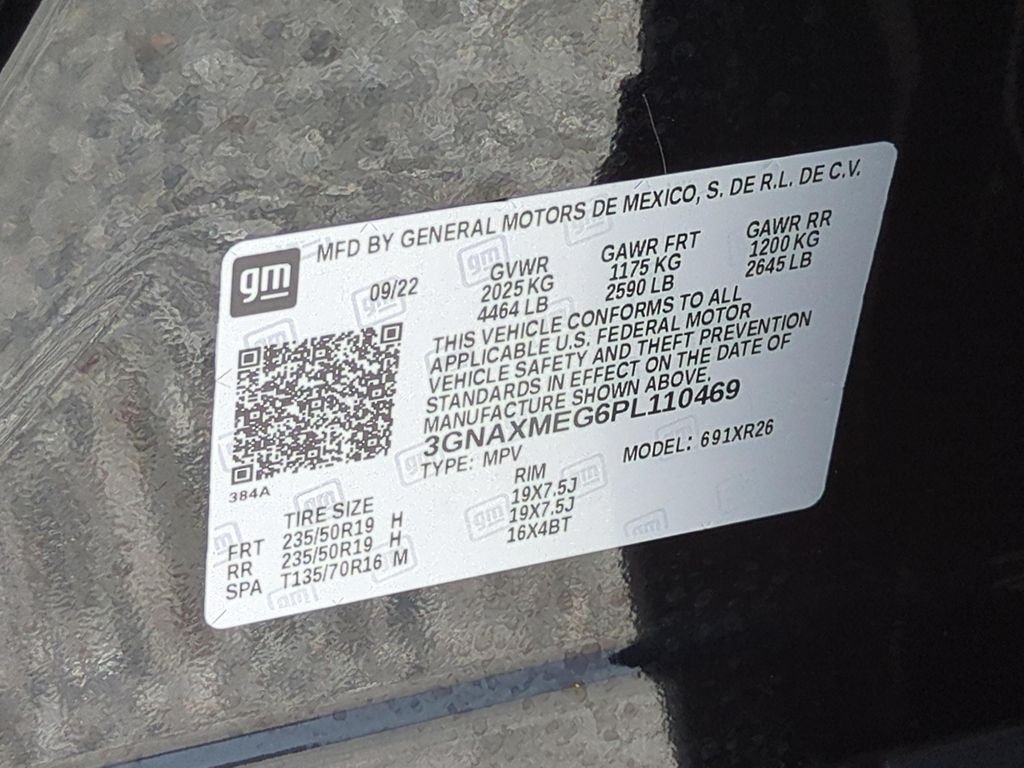 MFD BY GENERAL MOTORS DE MEXICO, S. DE R.L. DE C.V.
gm
09/22
GVWR
2025 KG
4464 LB
GAWR FRT
1175 KG
2590 LB
GAWR RR
1200 KG
2645 LB
THIS VEHICLE CONFORMS TO ALL
APPLICABLE U.S. FEDERAL MOTOR
VEHICLE SAFETY AND THEFT PREVENTION
STANDARDS IN EFFECT ON THE DATE OF
MANUFACTURE SHOWN ABOVE.
3GNAXMEG6PL110469
TYPE: MPV
MODEL: 691XR26
384A
TIRE SIZE RIM
FRT 235/50R19 H 19X7.5J
RR 235/50R19 H 19X7.5J
SPA T135/70R16 M 16X4BT